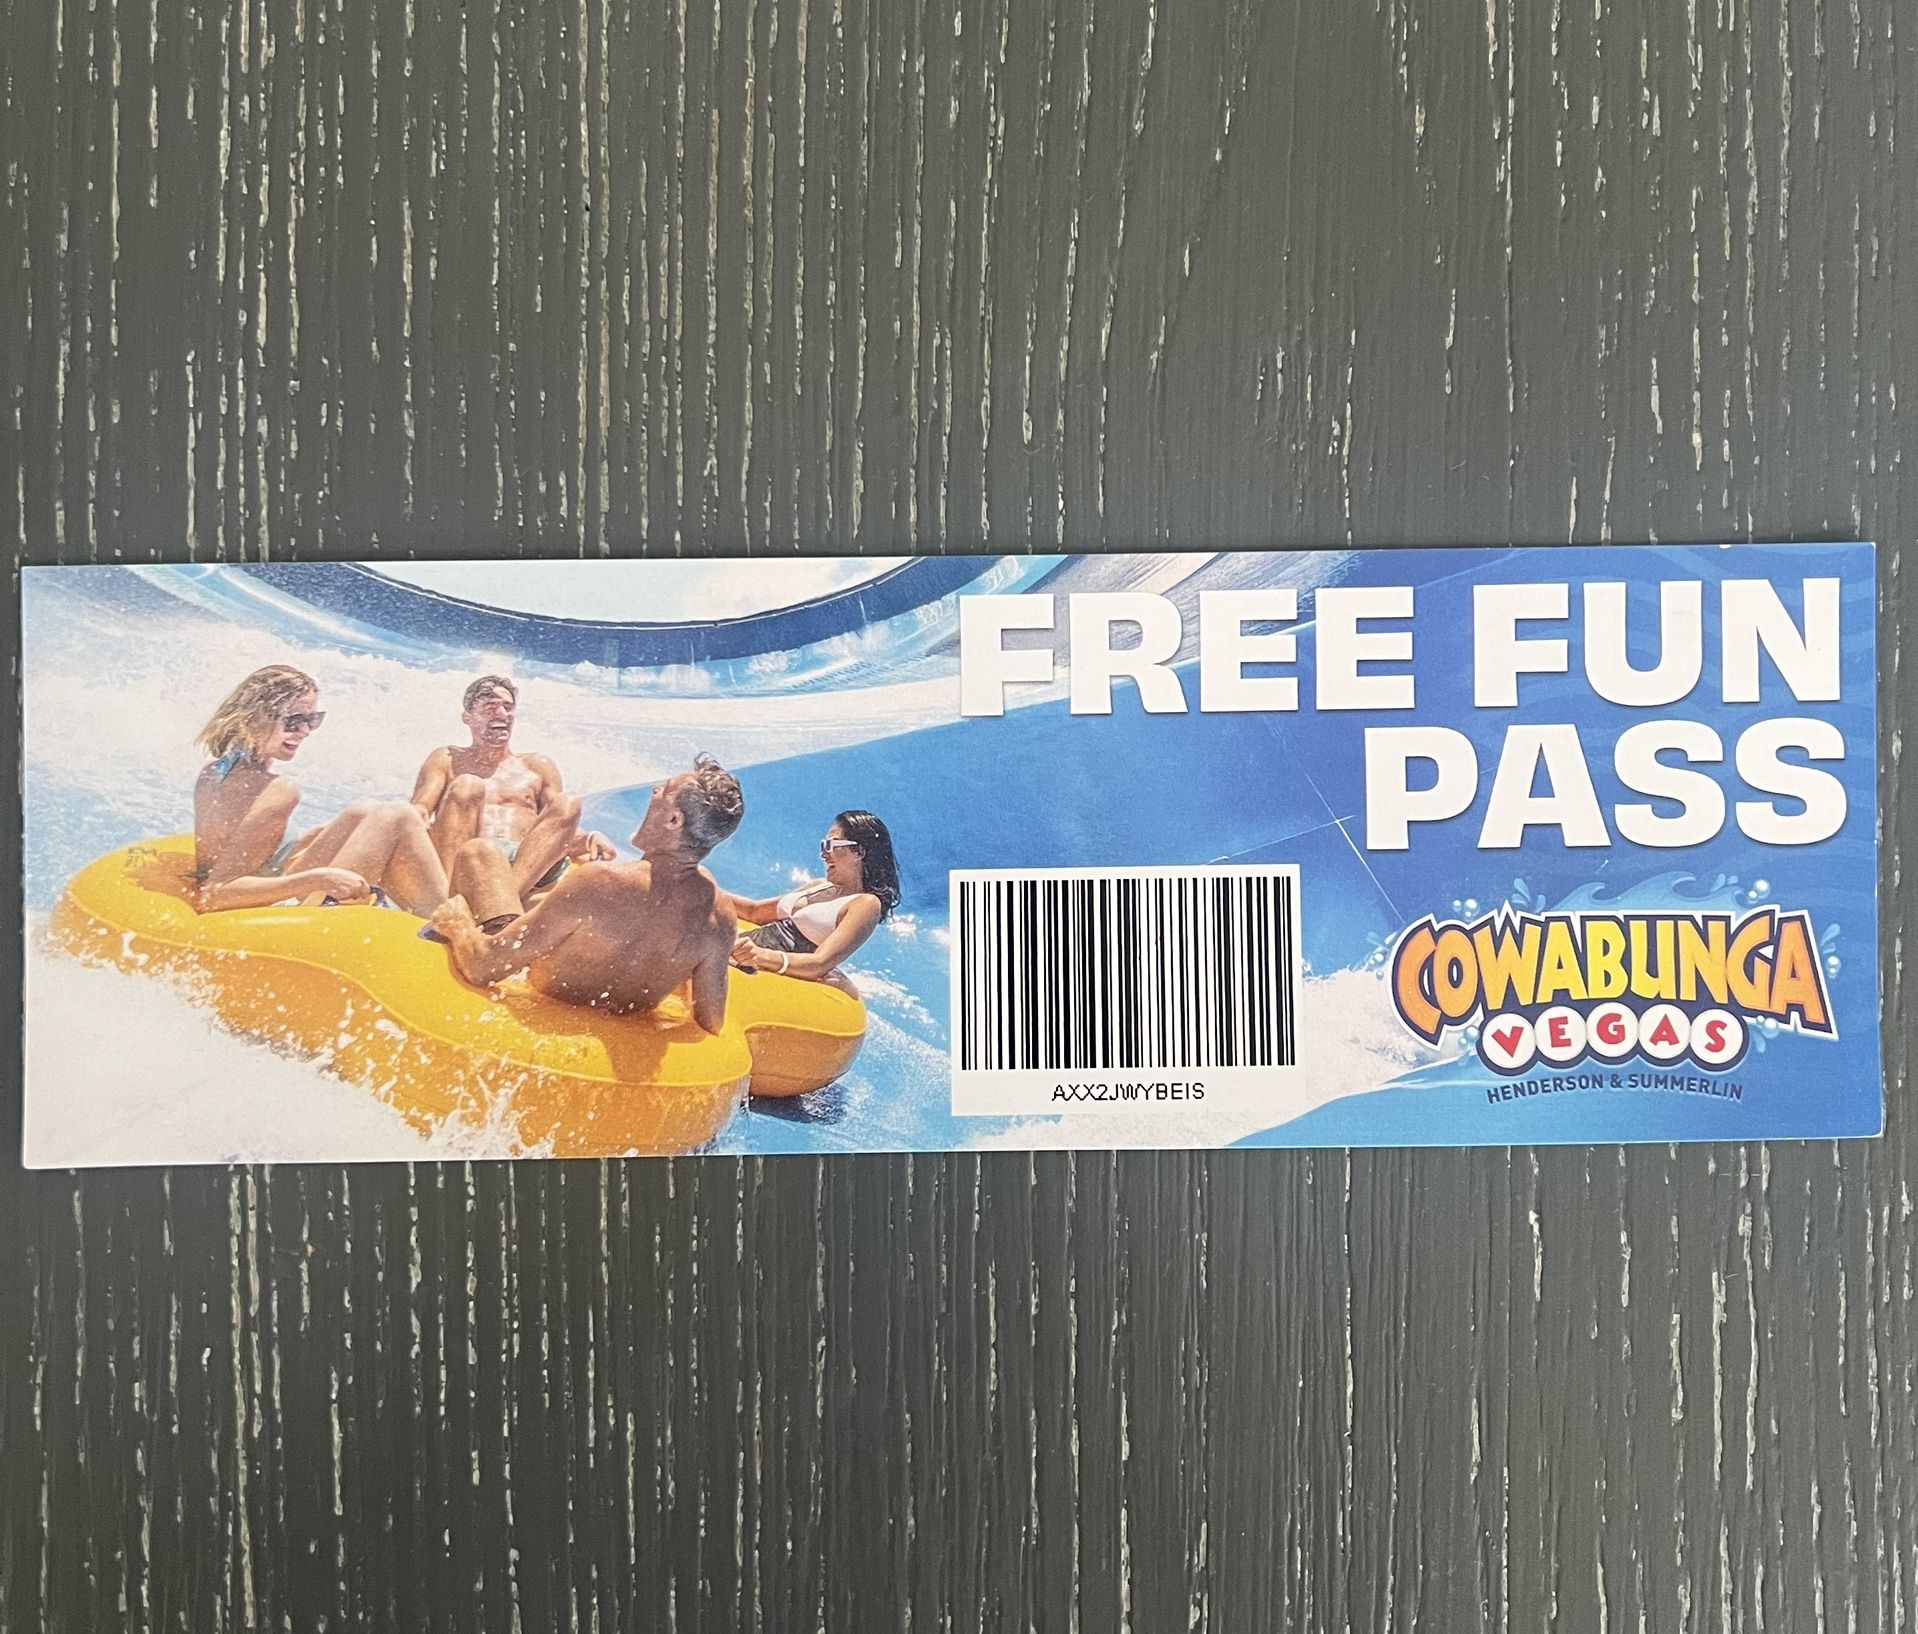 FREE FUN
PASS
AXX2JWYBEIS
COWABUNGA
VEGAS
HENDERSON & SUMMERLIN